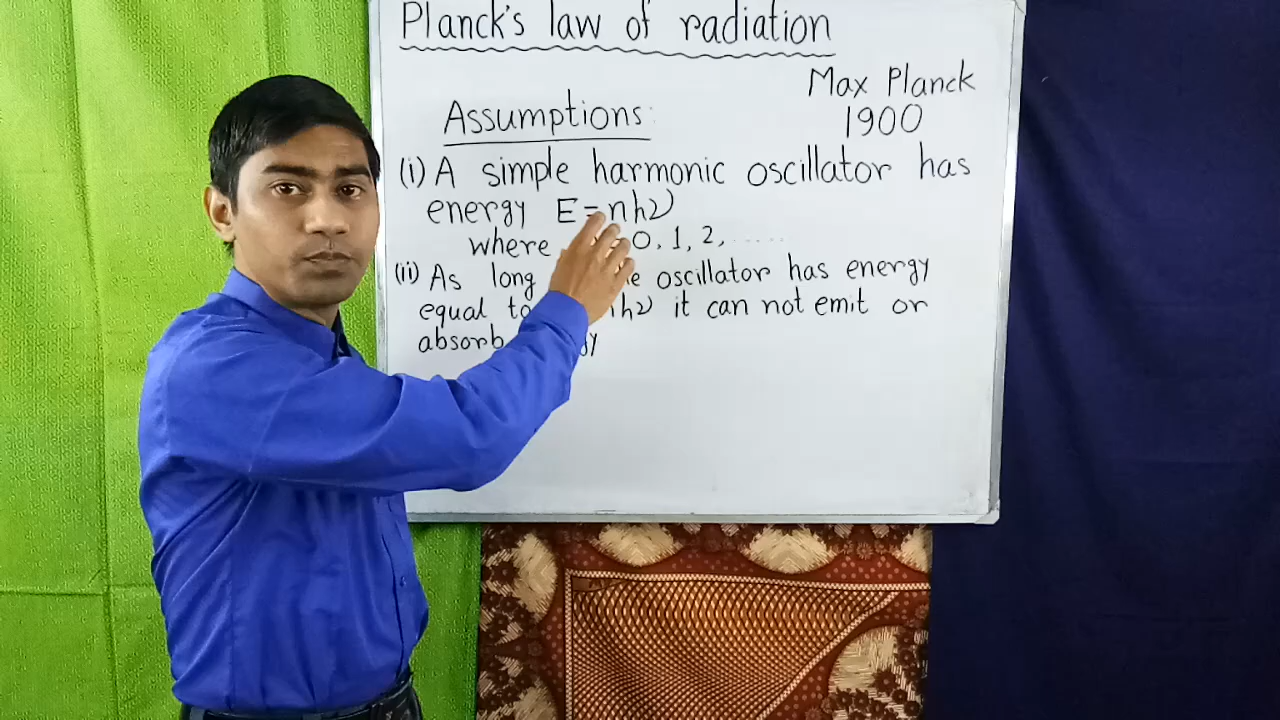 Planck's law of radiation
Max Planck
1900
Assumptions:
(i) A simple harmonic oscillator has
energy E = nhν
where 0, 1, 2, .....
(ii) As long oscillator has energy
equal to hν it can not emit or
absorb